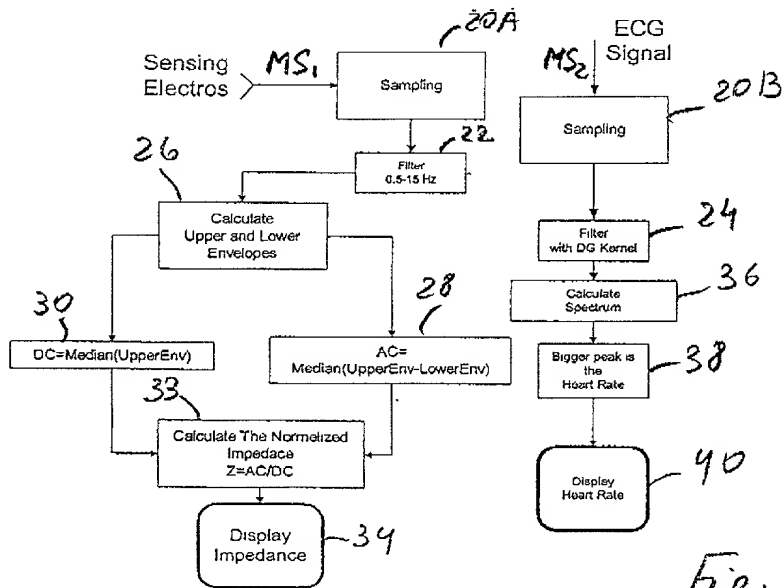 20A
Sensing
Electros
MS1
Sampling
22
Filter
0.5-15 Hz
26
Calculate
Upper and Lower
Envelopes
30
DC=Median(UpperEnv)
28
AC=
Median(UpperEnv-LowerEnv)
33
Calculate The Normelized
Impedace
Z=AC/DC
Display
Impedance
34
ECG
Signal
MS2
20B
Sampling
24
Filter
with DG Kernel
36
Calculate
Spectrum
Bigger peak is
the
Heart Rate
38
Display
Heart Rate
40
Fig.